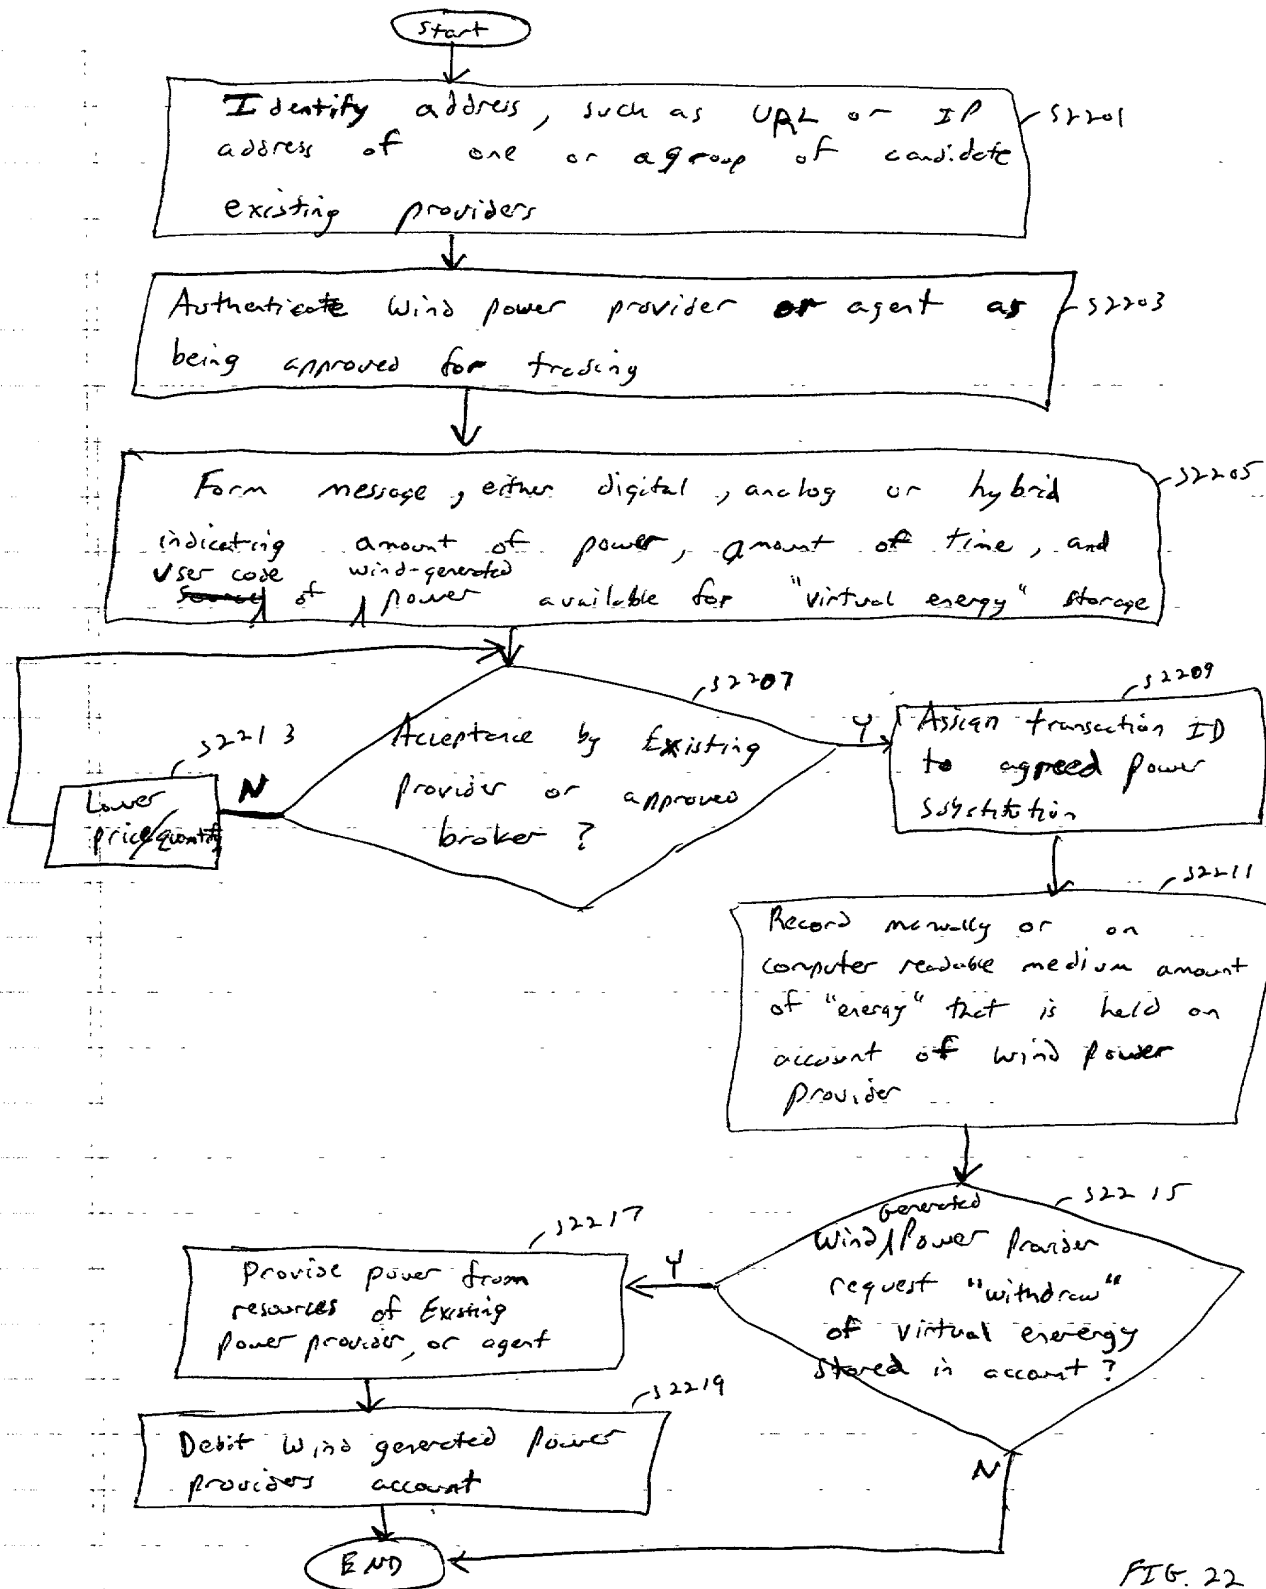 Start
Identify address, such as URL or IP
address of one or a group of candidate
existing providers
S2201
Authenticate Wind power provider or agent as
being approved for trading
S2203
Form message, either digital, analog or hybrid
indicating amount of power, amount of time, and
user code wind-generated
of power available for "virtual energy" storage
S2205
S2207
Acceptance by Existing
Provider or approved
broker ?
Y
N
S2209
Assign transaction ID
to agreed power
substitution
S2213
Lower
price/quantity
S2211
Record manually or on
computer readable medium amount
of "energy" that is held on
account of wind power
provider
S2215
generated
Wind Power Provider
request "withdraw"
of virtual enerergy
stored in account ?
Y
N
S2217
Provide power from
resources of Existing
Power provider, or agent
S2219
Debit Wind generated Power
providers account
END
FIG. 22